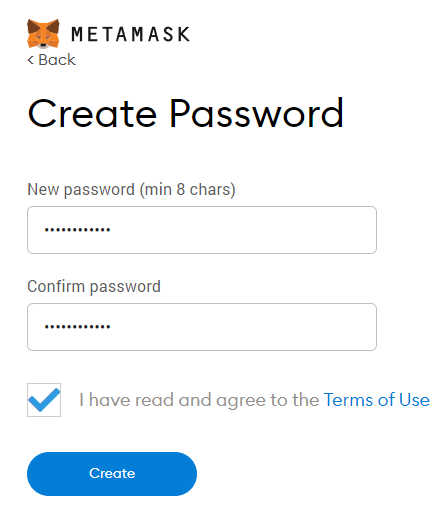 METAMASK
< Back
Create Password
New password (min 8 chars)
••••••••••••
Confirm password
••••••••••••
I have read and agree to the Terms of Use
Create